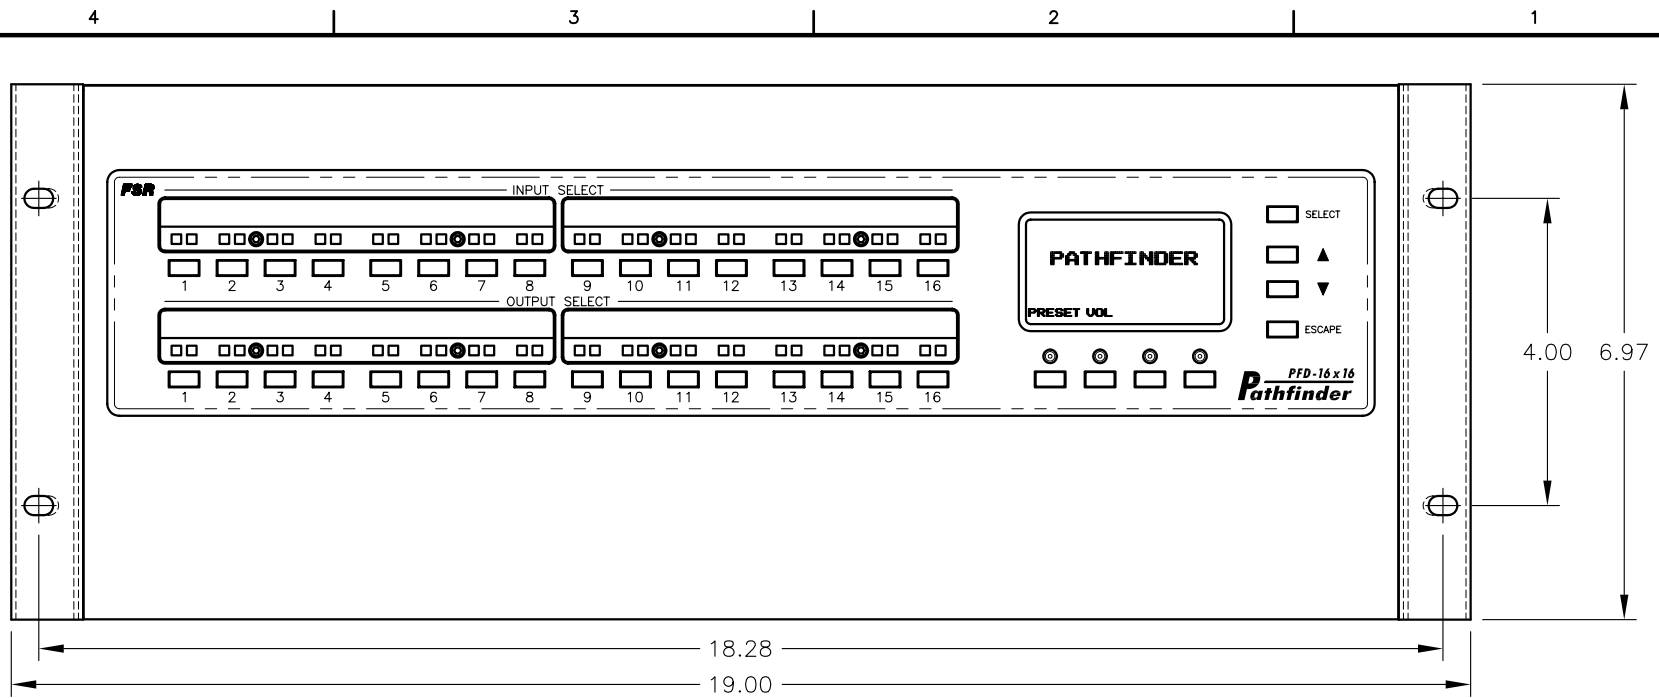 4 3 2 1
FSR
INPUT SELECT
1 2 3 4 5 6 7 8 9 10 11 12 13 14 15 16
OUTPUT SELECT
1 2 3 4 5 6 7 8 9 10 11 12 13 14 15 16
PATHFINDER
PRESET VOL
SELECT
▲
▼
ESCAPE
PFD-16x16
Pathfinder
4.00 6.97
18.28
19.00